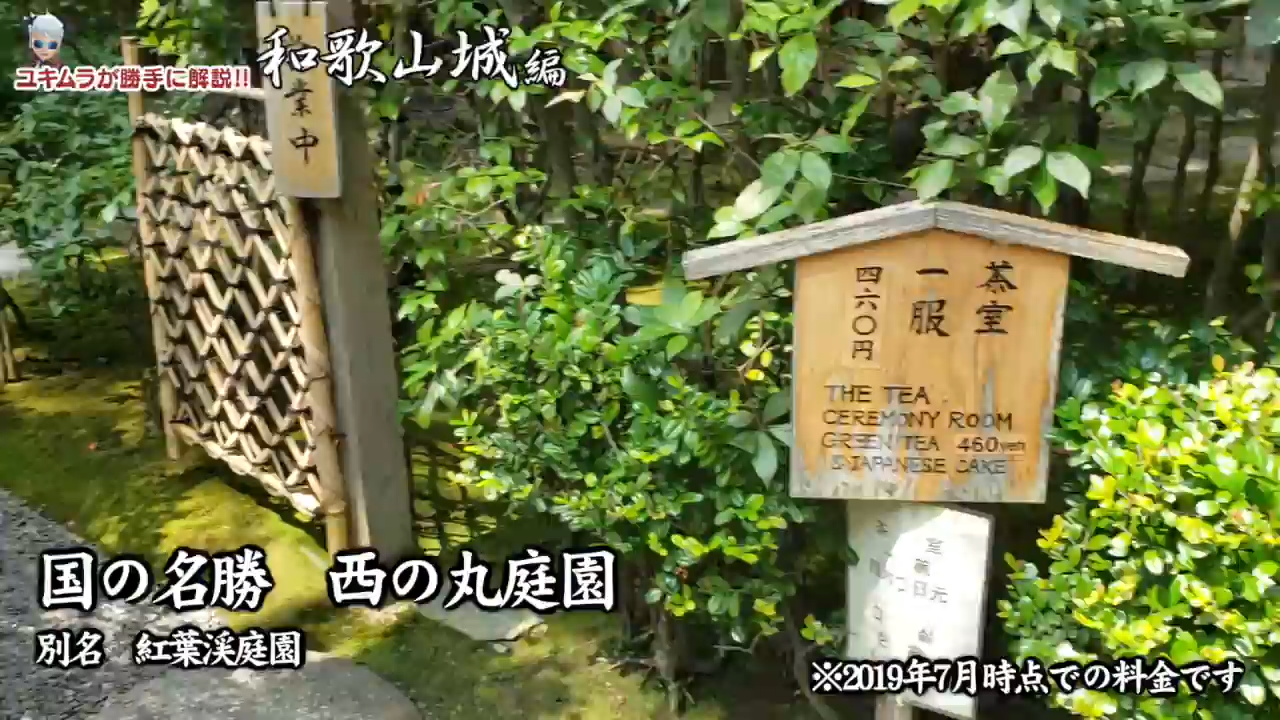 ユキムラが勝手に解説!!
和歌山城編
業中
茶室
一服
四六〇円
THE TEA
CEREMONY ROOM
GREEN TEA 460yen
& JAPANESE CAKE
国の名勝 西の丸庭園
別名 紅葉渓庭園
※2019年7月時点での料金です